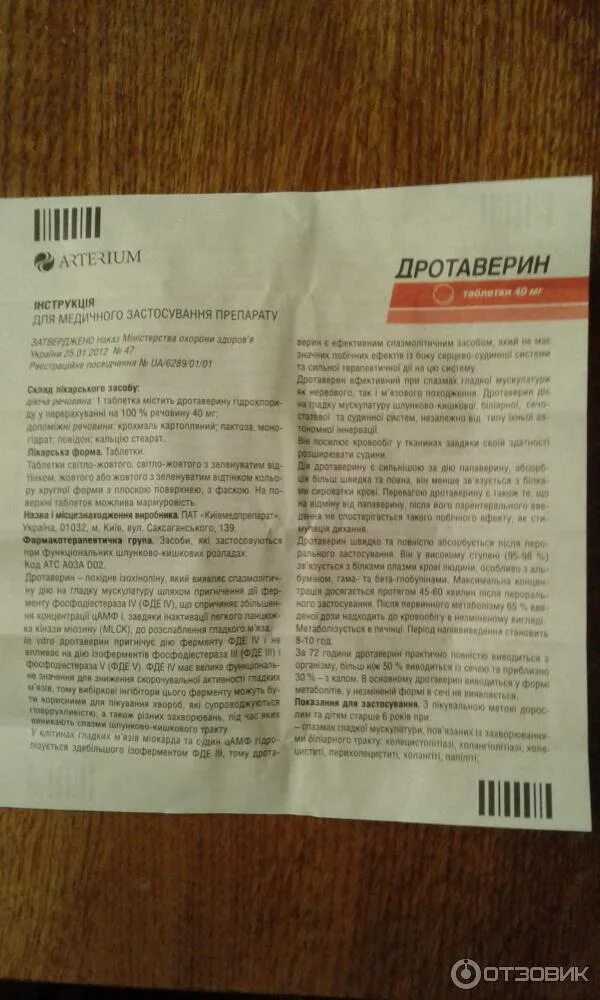 ARTERIUM
ІНСТРУКЦІЯ
ДЛЯ МЕДИЧНОГО ЗАСТОСУВАННЯ ПРЕПАРАТУ
ЗАТВЕРДЖЕНО Наказ Міністерства охорони здоров'я
України 25.01.2012 № 47
Реєстраційне посвідчення № UA/6289/01/01
Склад лікарського засобу:
діюча речовина: 1 таблетка містить дротаверину гідрохлори-
ду у перерахуванні на 100 % речовину 40 мг;
допоміжні речовини: крохмаль картопляний; лактоза, моно-
гідрат; повідон; кальцію стеарат.
Лікарська форма. Таблетки.
Таблетки світло-жовтого, світло-жовтого з зеленуватим від-
тінком, жовтого або жовтого з зеленуватим відтінком кольо-
ру круглої форми з плоскою поверхнею, з фаскою. На по-
верхні таблеток можлива мармуровість.
Назва і місцезнаходження виробника. ПАТ «Київмедпрепарат».
Україна, 01032, м. Київ, вул. Саксаганського, 139.
Фармакотерапевтична група. Засоби, які застосовуються
при функціональних шлунково-кишкових розладах.
Код АТС A03A D02.
Дротаверин – похідне ізохіноліну, який виявляє спазмолітич-
ну дію на гладку мускулатуру шляхом пригнічення дії фер-
менту фосфодіестераза IV (ФДЕ IV), що спричиняє збільшен-
ня концентрації цАМФ і, завдяки інактивації легкого ланцюж-
ка кінази міозину (MLCK), до розслаблення гладкого м'яза.
In vitro дротаверин пригнічує дію ферменту ФДЕ IV і не
впливає на дію ізоферментів фосфодіестераза III (ФДЕ III) і
фосфодіестераза V (ФДЕ V). ФДЕ IV має велике функціональ-
не значення для зниження скорочувальної активності гладких
м'язів, тому вибіркові інгібітори цього ферменту можуть бу-
ти корисними для лікування хвороб, які супроводжуються
гіперрухливістю, а також різних захворювань, під час яких
виникають спазми шлунково-кишкового тракту.
У клітинах гладких м'язів міокарда та судин цАМФ гідро-
лізується здебільшого ізоферментом ФДЕ III, тому дрота-
ДРОТАВЕРИН
таблетки 40 мг
верин є ефективним спазмолітичним засобом, який не має
значних побічних ефектів із боку серцево-судинної системи
та сильної терапевтичної дії на цю систему.
Дротаверин ефективний при спазмах гладкої мускулатури
як нервового, так і м'язового походження. Дротаверин діє
на гладку мускулатуру шлунково-кишкової, біліарної, сечо-
статевої та судинної систем, незалежно від типу їхньої ав-
тономної іннервації.
Він посилює кровообіг у тканинах завдяки своїй здатності
розширювати судини.
Дія дротаверину є сильнішою за дію папаверину, абсорб-
ція більш швидка та повна, він менше зв'язується з білка-
ми сироватки крові. Перевагою дротаверину є також те, що
на відміну від папаверину, після його парентерального вве-
дення не спостерігається такого побічного ефекту, як сти-
муляція дихання.
Дротаверин швидко та повністю абсорбується після перо-
рального застосування. Він у високому ступені (95-98 %)
зв'язується з білками плазми крові людини, особливо з аль-
буміном, гама- та бета-глобулінами. Максимальна концен-
трація досягається протягом 45-60 хвилин після перораль-
ного застосування. Після первинного метаболізму 65 % вве-
деної дози надходить до кровообігу в незміненому вигляді.
Метаболізується в печінці. Період напіввиведення становить
8-10 год.
За 72 години дротаверин практично повністю виводиться з
організму, більш ніж 50 % виводиться із сечею та приблизно
30 % – з калом. В основному дротаверин виводиться у формі
метаболітів, у незміненій формі в сечі не виявляється.
Показання для застосування. З лікувальною метою дорос-
лим та дітям старше 6 років при
– спазмах гладкої мускулатури, пов'язаних із захворювання-
ми біліарного тракту: холецистолітіазі, холангіолітіазі, холе-
циститі, перихолециститі, холангіті, папіліті;
ОТЗОВИК